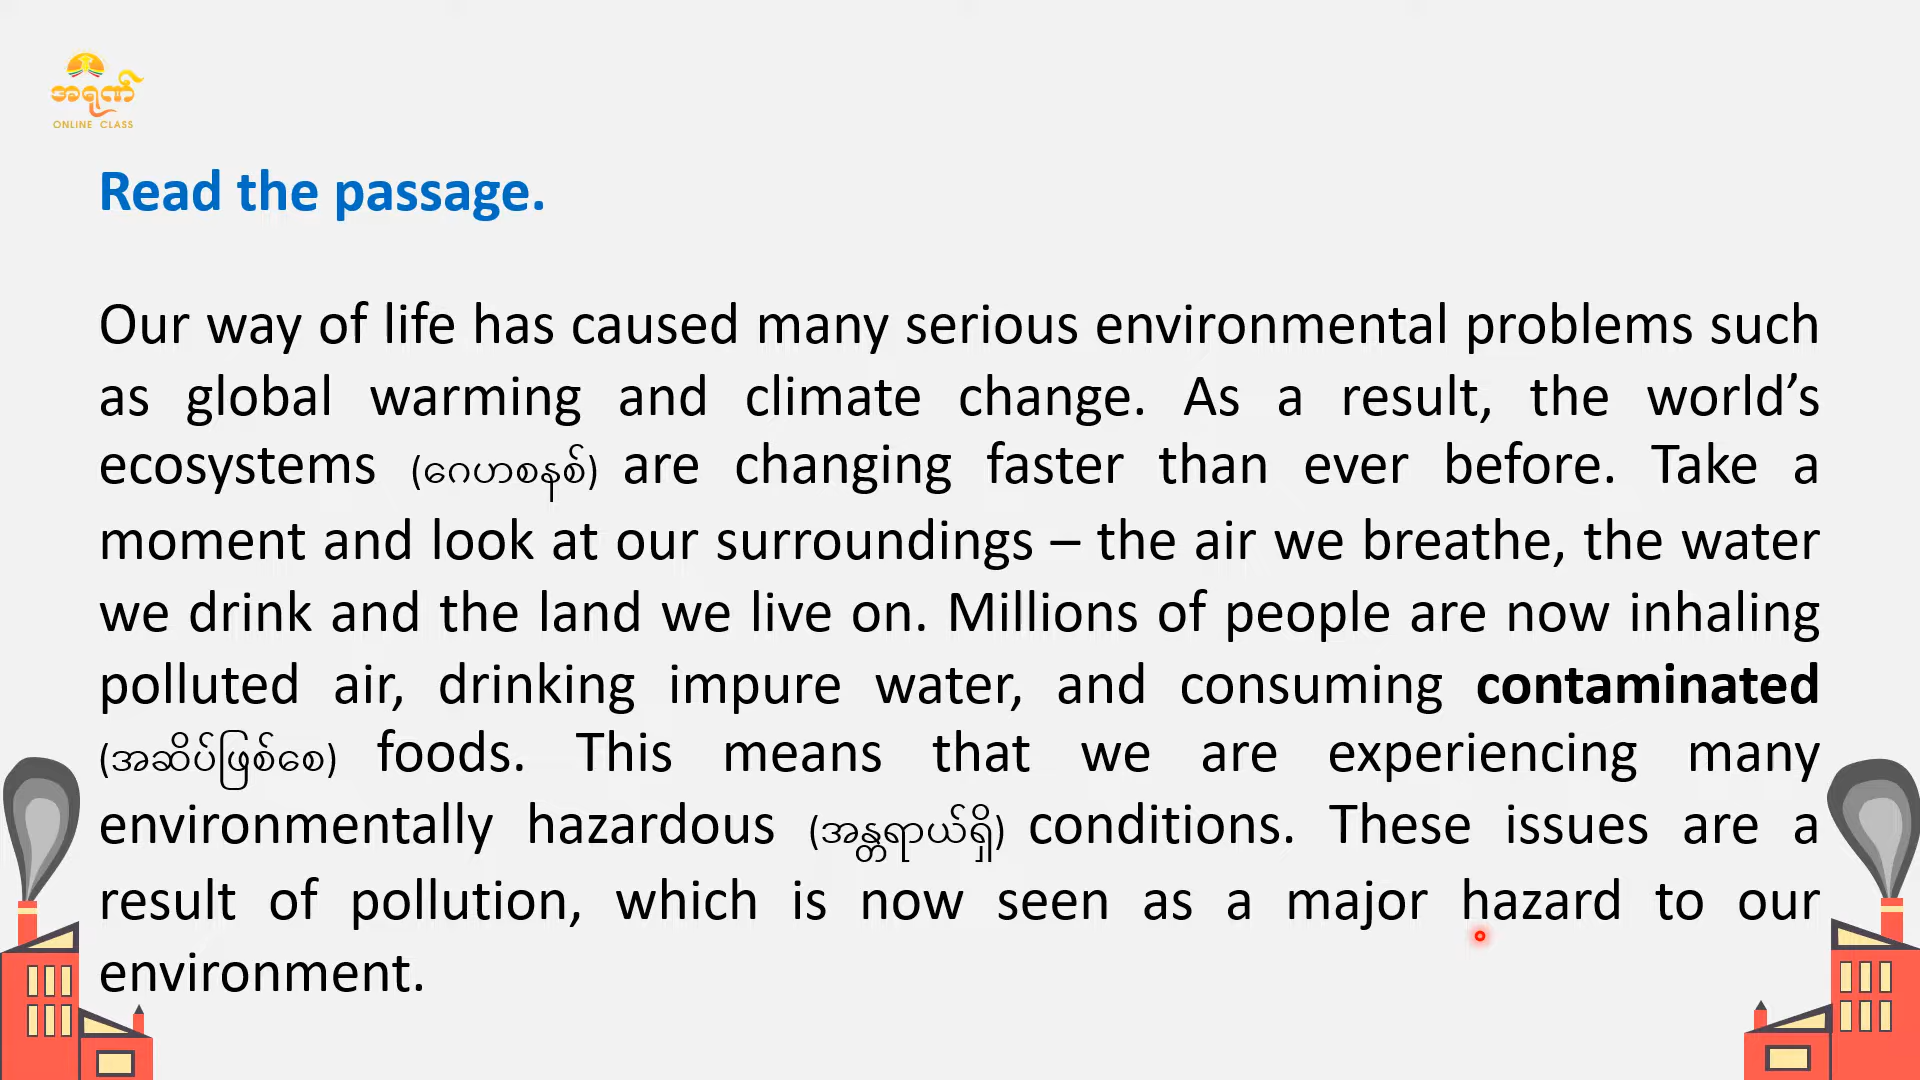 အရုဏ်
ONLINE CLASS
Read the passage.
Our way of life has caused many serious environmental problems such
as global warming and climate change. As a result, the world’s
ecosystems (ဂေဟစနစ်) are changing faster than ever before. Take a
moment and look at our surroundings – the air we breathe, the water
we drink and the land we live on. Millions of people are now inhaling
polluted air, drinking impure water, and consuming contaminated
(အဆိပ်ဖြစ်စေ) foods. This means that we are experiencing many
environmentally hazardous (အန္တရာယ်ရှိ) conditions. These issues are a
result of pollution, which is now seen as a major hazard to our
environment.